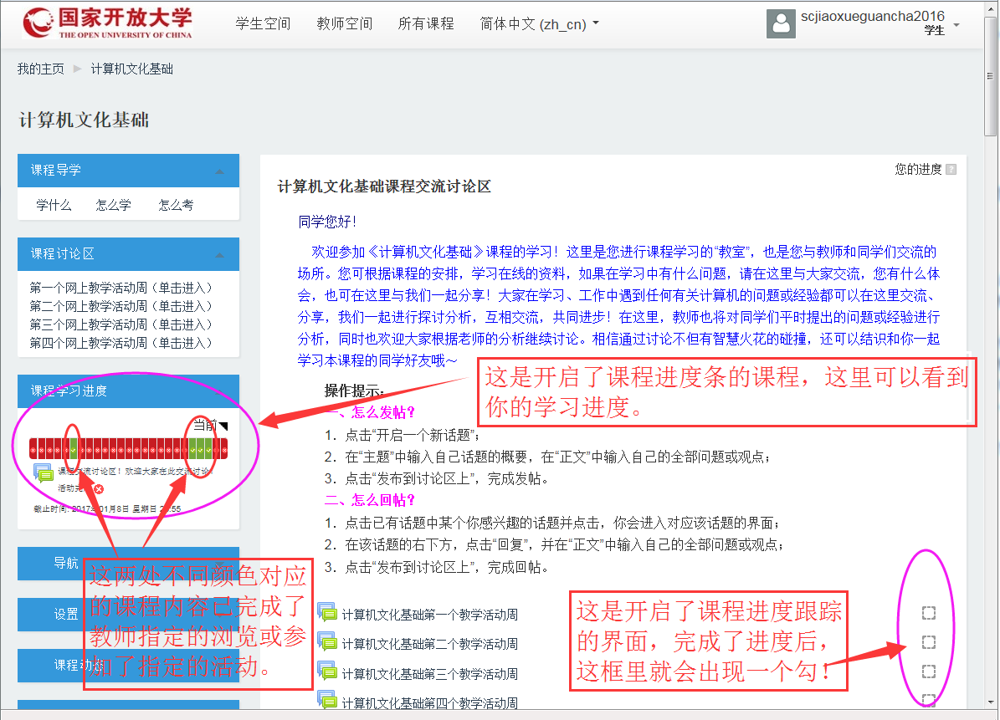 国家开放大学
THE OPEN UNIVERSITY OF CHINA
学生空间 教师空间 所有课程 简体中文 (zh_cn)
scjiaoxueguancha2016
学生
我的主页 计算机文化基础
计算机文化基础
课程导学
学什么 怎么学 怎么考
课程讨论区
第一个网上教学活动周（单击进入）
第二个网上教学活动周（单击进入）
第三个网上教学活动周（单击进入）
第四个网上教学活动周（单击进入）
课程学习进度
当前
课程交流讨论区！欢迎大家在此交流讨论！
截止时间: 2017年01月8日 星期日
导航
设置
课程动态
这两处不同颜色对应
的课程内容已完成了
教师指定的浏览或参
加了指定的活动。
您的进度
计算机文化基础课程交流讨论区
同学您好！
欢迎参加《计算机文化基础》课程的学习！这里是您进行课程学习的“教室”，也是您与教师和同学们交流的
场所。您可根据课程的安排，学习在线的资料，如果在学习中有什么问题，请在这里与大家交流，您有什么体
会，也可在这里与我们一起分享！大家在学习、工作中遇到任何有关计算机的问题或经验都可以在这里交流、
分享，我们一起进行探讨分析，互相交流，共同进步！在这里，教师也将对同学们平时提出的问题或经验进行
分析，同时也欢迎大家根据老师的分析继续讨论。相信通过讨论不但有智慧火花的碰撞，还可以结识和你一起
学习本课程的同学好友哦～
这是开启了课程进度条的课程，这里可以看到
你的学习进度。
操作提示：
一、怎么发帖？
1．点击“开启一个新话题”；
2．在“主题”中输入自己话题的概要，在“正文”中输入自己的全部问题或观点；
3．点击“发布到讨论区上”，完成发帖。
二、怎么回帖？
1．点击已有话题中某个你感兴趣的话题并点击，你会进入对应该话题的界面；
2．在该话题的右下方，点击“回复”，并在“正文”中输入自己的全部问题或观点；
3．点击“发布到讨论区上”，完成回帖。
计算机文化基础第一个教学活动周
计算机文化基础第二个教学活动周
计算机文化基础第三个教学活动周
计算机文化基础第四个教学活动周
这是开启了课程进度跟踪
的界面，完成了进度后，
这框里就会出现一个勾！